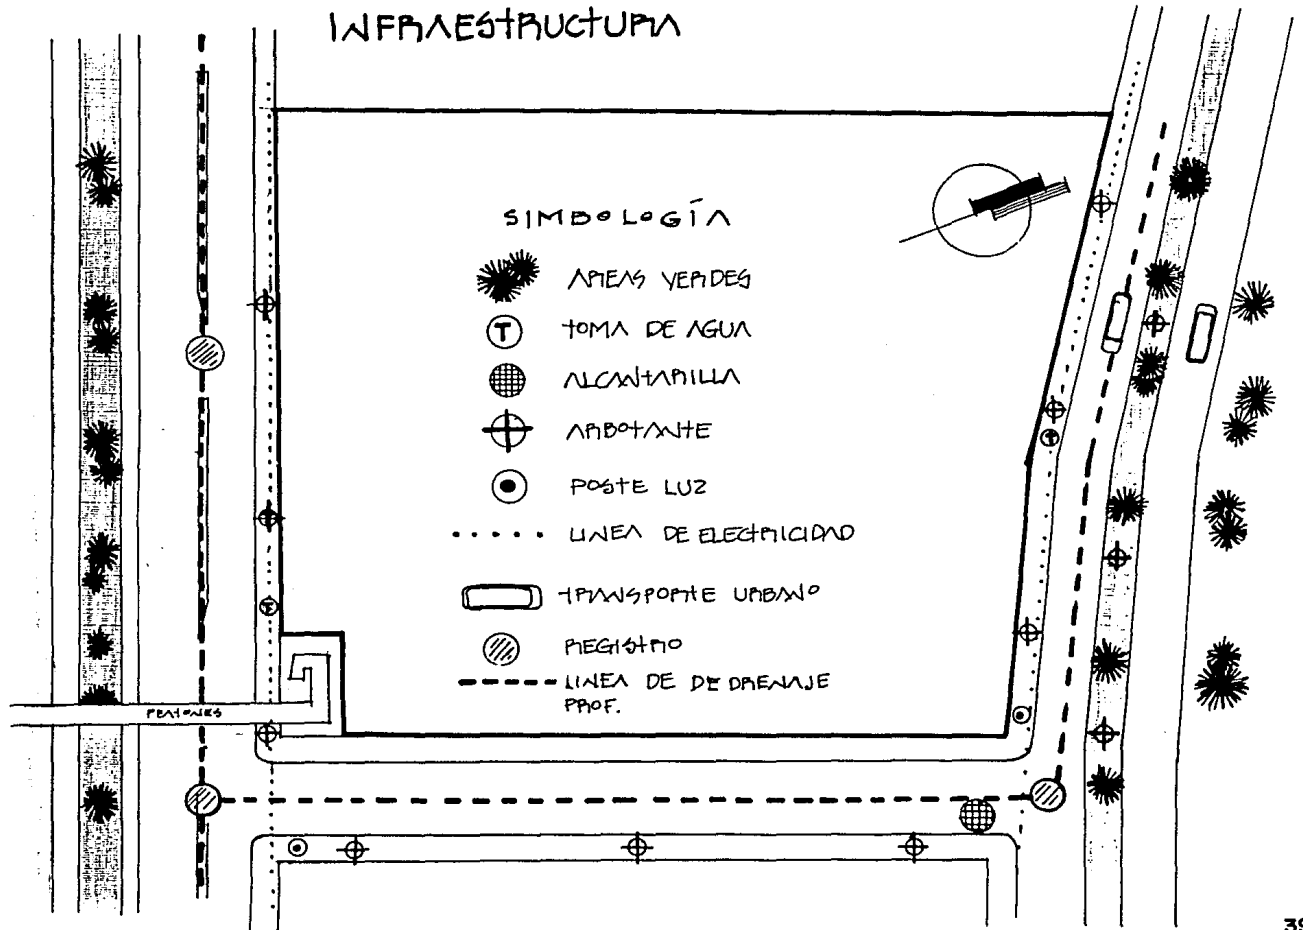 INFRAESTRUCTURA
SIMBOLOGÍA
AREAS VERDES
T TOMA DE AGUA
ALCANTARILLA
ARBOTANTE
POSTE LUZ
LINEA DE ELECTRICIDAD
TRANSPORTE URBANO
REGISTRO
LINEA DE DE DRENAJE
PROF.
PEATONES
T
T
39